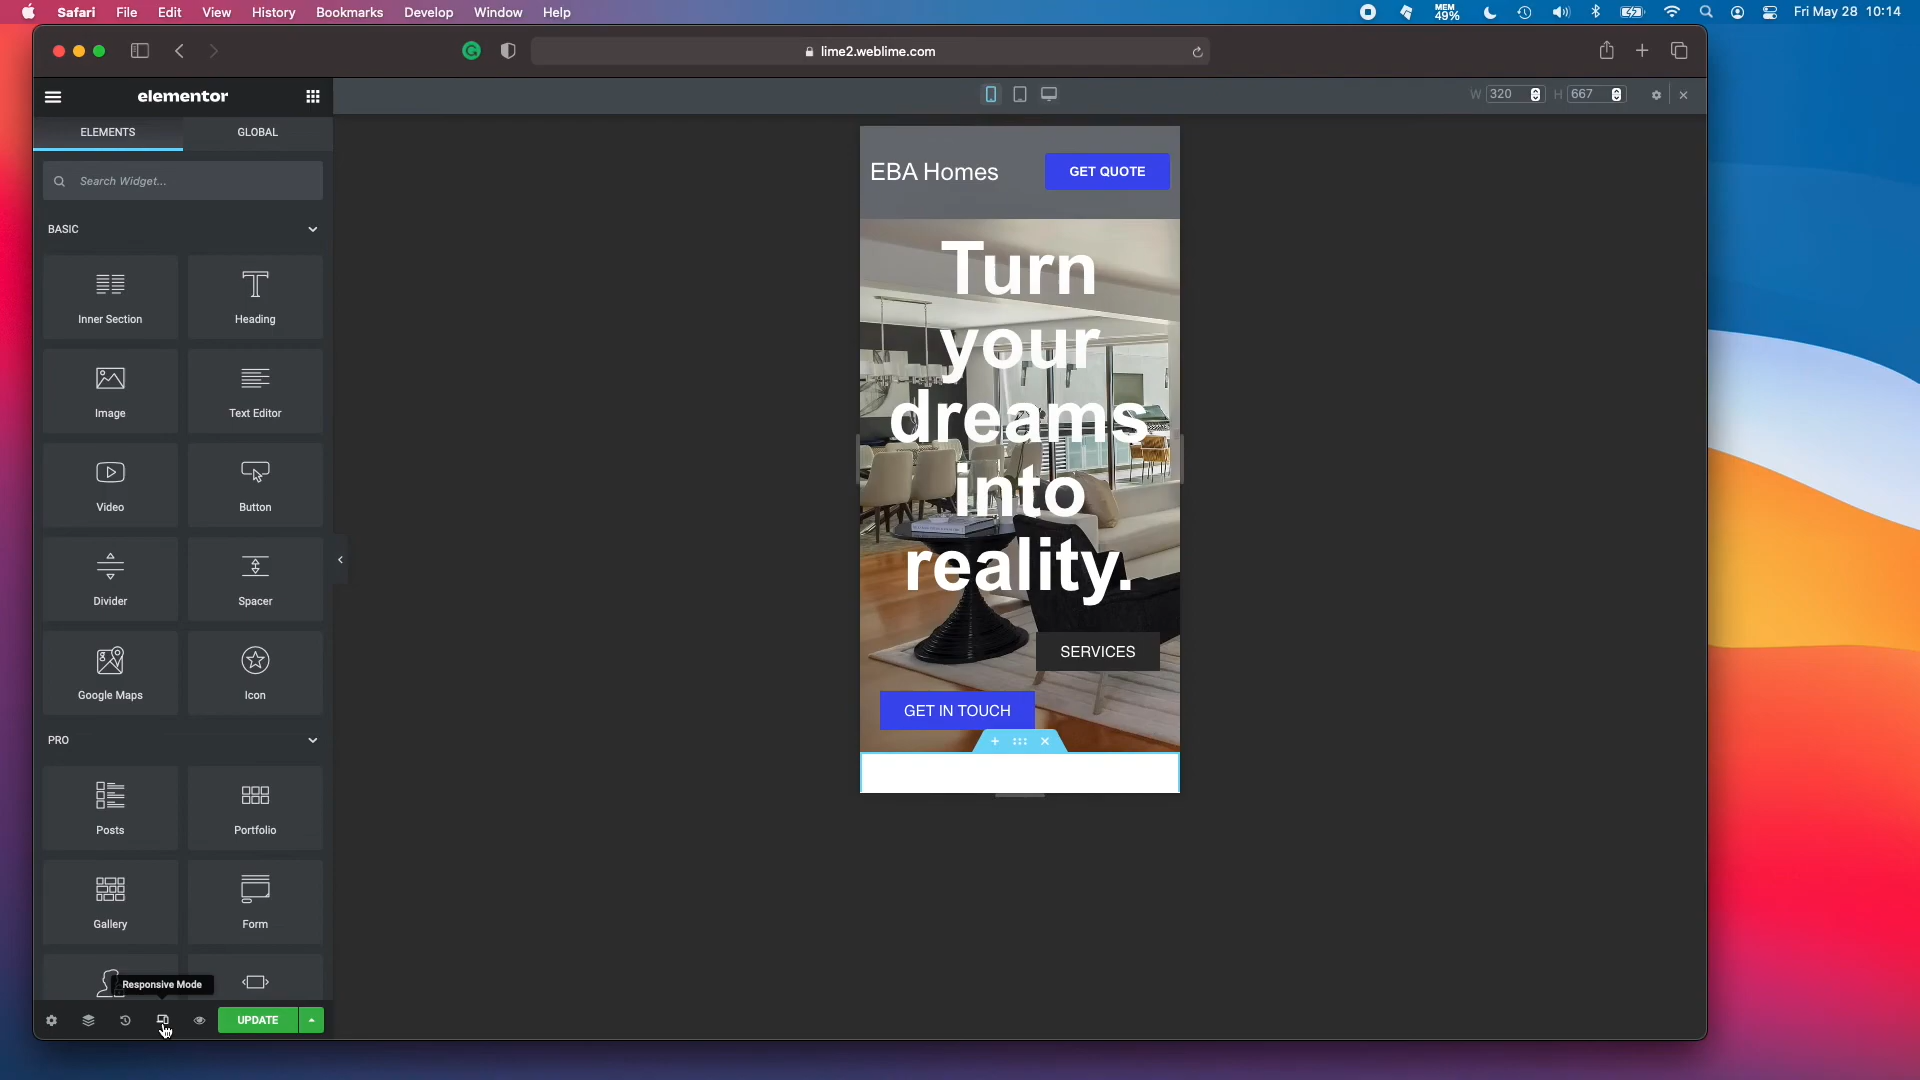 Safari File Edit View History Bookmarks Develop Window Help
MEM 49%
Fri May 28 10:14
lime2.weblime.com
elementor
W 320 H 667
ELEMENTS GLOBAL
Search Widget...
BASIC
Inner Section Heading
Image Text Editor
Video Button
Divider Spacer
Google Maps Icon
PRO
Posts Portfolio
Gallery Form
Responsive Mode
UPDATE
EBA Homes GET QUOTE
Turn
your
dreams
into
reality.
SERVICES
GET IN TOUCH